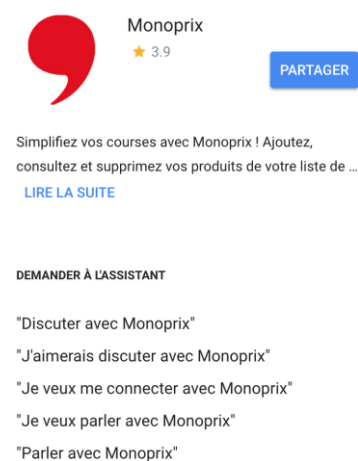 Monoprix
3.9
PARTAGER
Simplifiez vos courses avec Monoprix ! Ajoutez,
consultez et supprimez vos produits de votre liste de ...
LIRE LA SUITE
DEMANDER À L'ASSISTANT
"Discuter avec Monoprix"
"J'aimerais discuter avec Monoprix"
"Je veux me connecter avec Monoprix"
"Je veux parler avec Monoprix"
"Parler avec Monoprix"